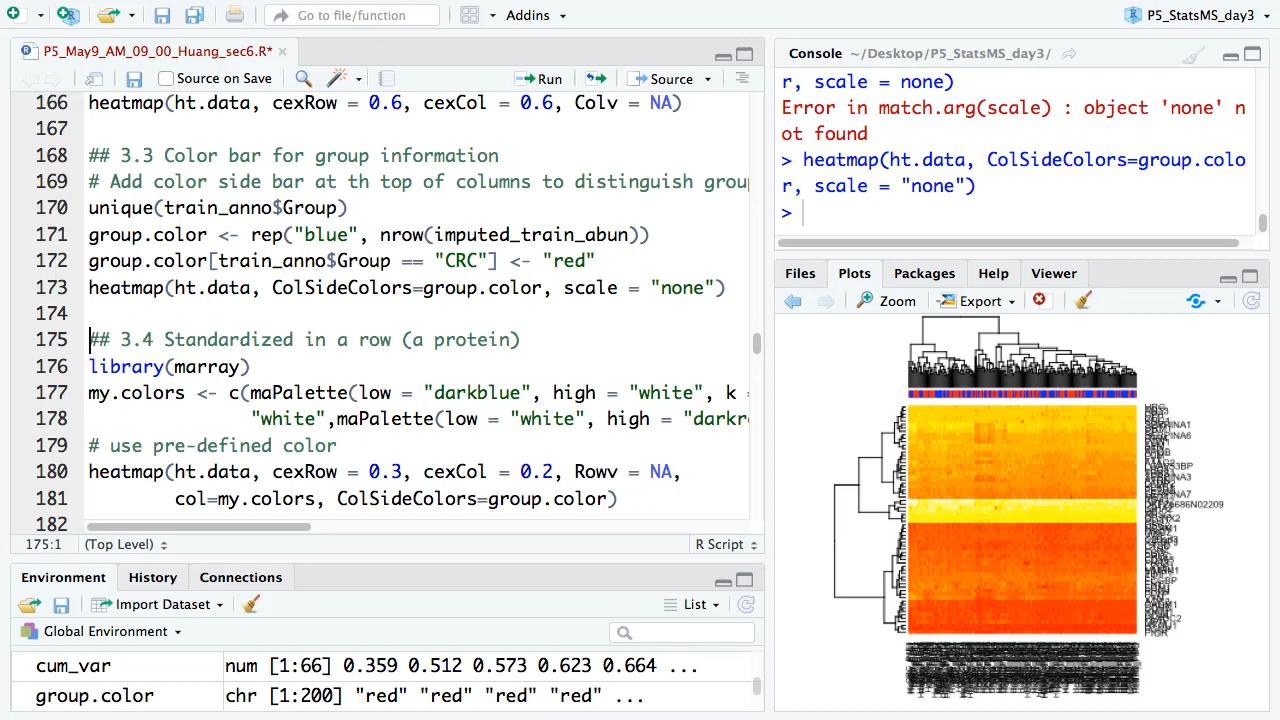 Go to file/function
Addins
P5_StatsMS_day3
P5_May9_AM_09_00_Huang_sec6.R*
Source on Save
Run
Source
166 heatmap(ht.data, cexRow = 0.6, cexCol = 0.6, Colv = NA)
167
168 ## 3.3 Color bar for group information
169 # Add color side bar at th top of columns to distinguish grou
170 unique(train_anno$Group)
171 group.color <- rep("blue", nrow(imputed_train_abun))
172 group.color[train_anno$Group == "CRC"] <- "red"
173 heatmap(ht.data, ColSideColors=group.color, scale = "none")
174
175 ## 3.4 Standardized in a row (a protein)
176 library(marray)
177 my.colors <- c(maPalette(low = "darkblue", high = "white", k =
178 "white",maPalette(low = "white", high = "darkr
179 # use pre-defined color
180 heatmap(ht.data, cexRow = 0.3, cexCol = 0.2, Rowv = NA,
181 col=my.colors, ColSideColors=group.color)
182
175:1 (Top Level) R Script
Environment History Connections
Import Dataset List
Global Environment
cum_var num [1:66] 0.359 0.512 0.573 0.623 0.664 ...
group.color chr [1:200] "red" "red" "red" "red" ...
Console ~/Desktop/P5_StatsMS_day3/
r, scale = none)
Error in match.arg(scale) : object 'none' n
ot found
> heatmap(ht.data, ColSideColors=group.colo
r, scale = "none")
>
Files Plots Packages Help Viewer
Zoom Export